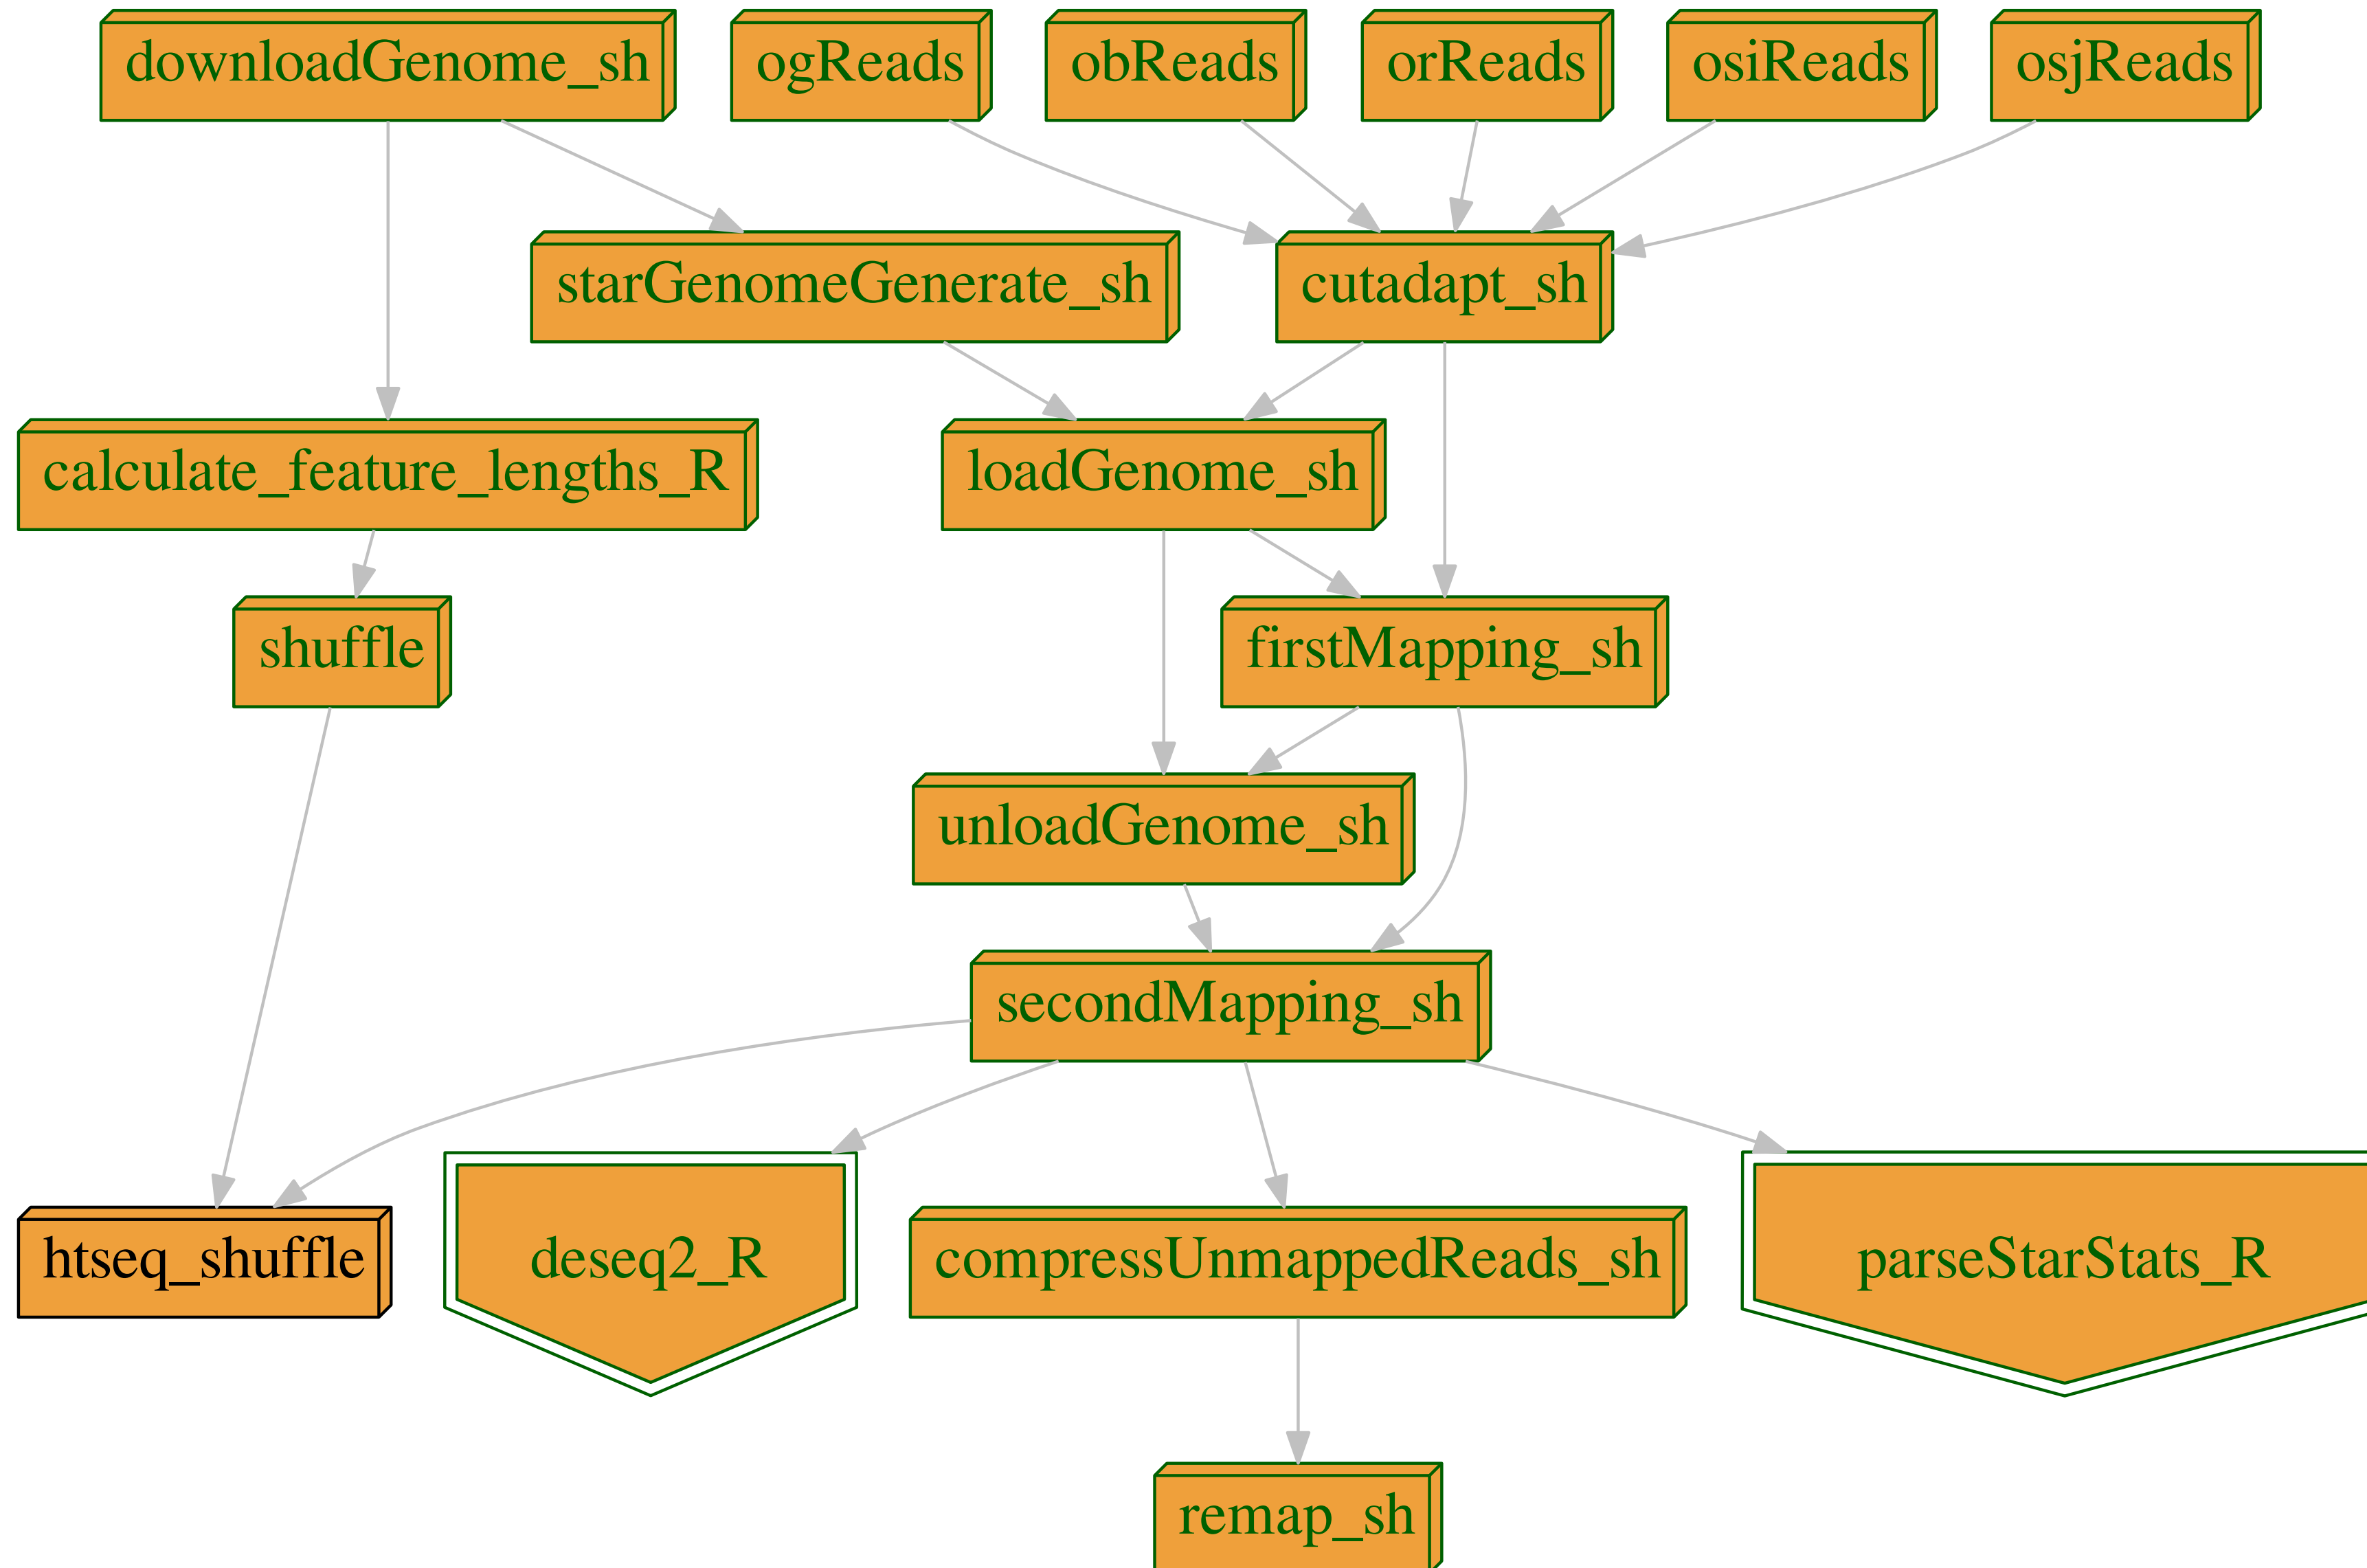 downloadGenome_sh
ogReads
obReads
orReads
osiReads
osjReads
starGenomeGenerate_sh
cutadapt_sh
calculate_feature_lengths_R
loadGenome_sh
shuffle
firstMapping_sh
unloadGenome_sh
secondMapping_sh
htseq_shuffle
deseq2_R
compressUnmappedReads_sh
parseStarStats_R
remap_sh